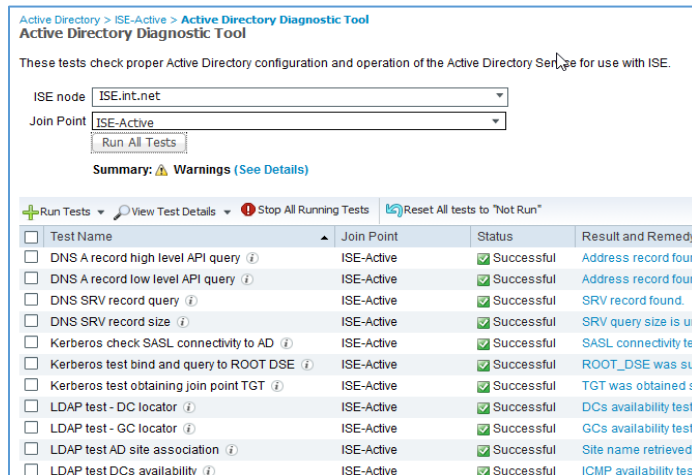 Active Directory > ISE-Active > Active Directory Diagnostic Tool
Active Directory Diagnostic Tool
These tests check proper Active Directory configuration and operation of the Active Directory Service for use with ISE.
ISE node ISE.int.net
Join Point ISE-Active
Run All Tests
Summary: Warnings (See Details)
Run Tests View Test Details Stop All Running Tests Reset All tests to "Not Run"
Test Name Join Point Status Result and Remedy
DNS A record high level API query ISE-Active Successful Address record
DNS A record low level API query ISE-Active Successful Address record
DNS SRV record query ISE-Active Successful SRV record found.
DNS SRV record size ISE-Active Successful SRV query size is
Kerberos check SASL connectivity to AD ISE-Active Successful SASL connectivity
Kerberos test bind and query to ROOT DSE ISE-Active Successful ROOT_DSE was
Kerberos test obtaining join point TGT ISE-Active Successful TGT was obtained
LDAP test - DC locator ISE-Active Successful DCs availability test
LDAP test - GC locator ISE-Active Successful GCs availability test
LDAP test AD site association ISE-Active Successful Site name retrieved
LDAP test DCs availability ISE-Active Successful ICMP availability